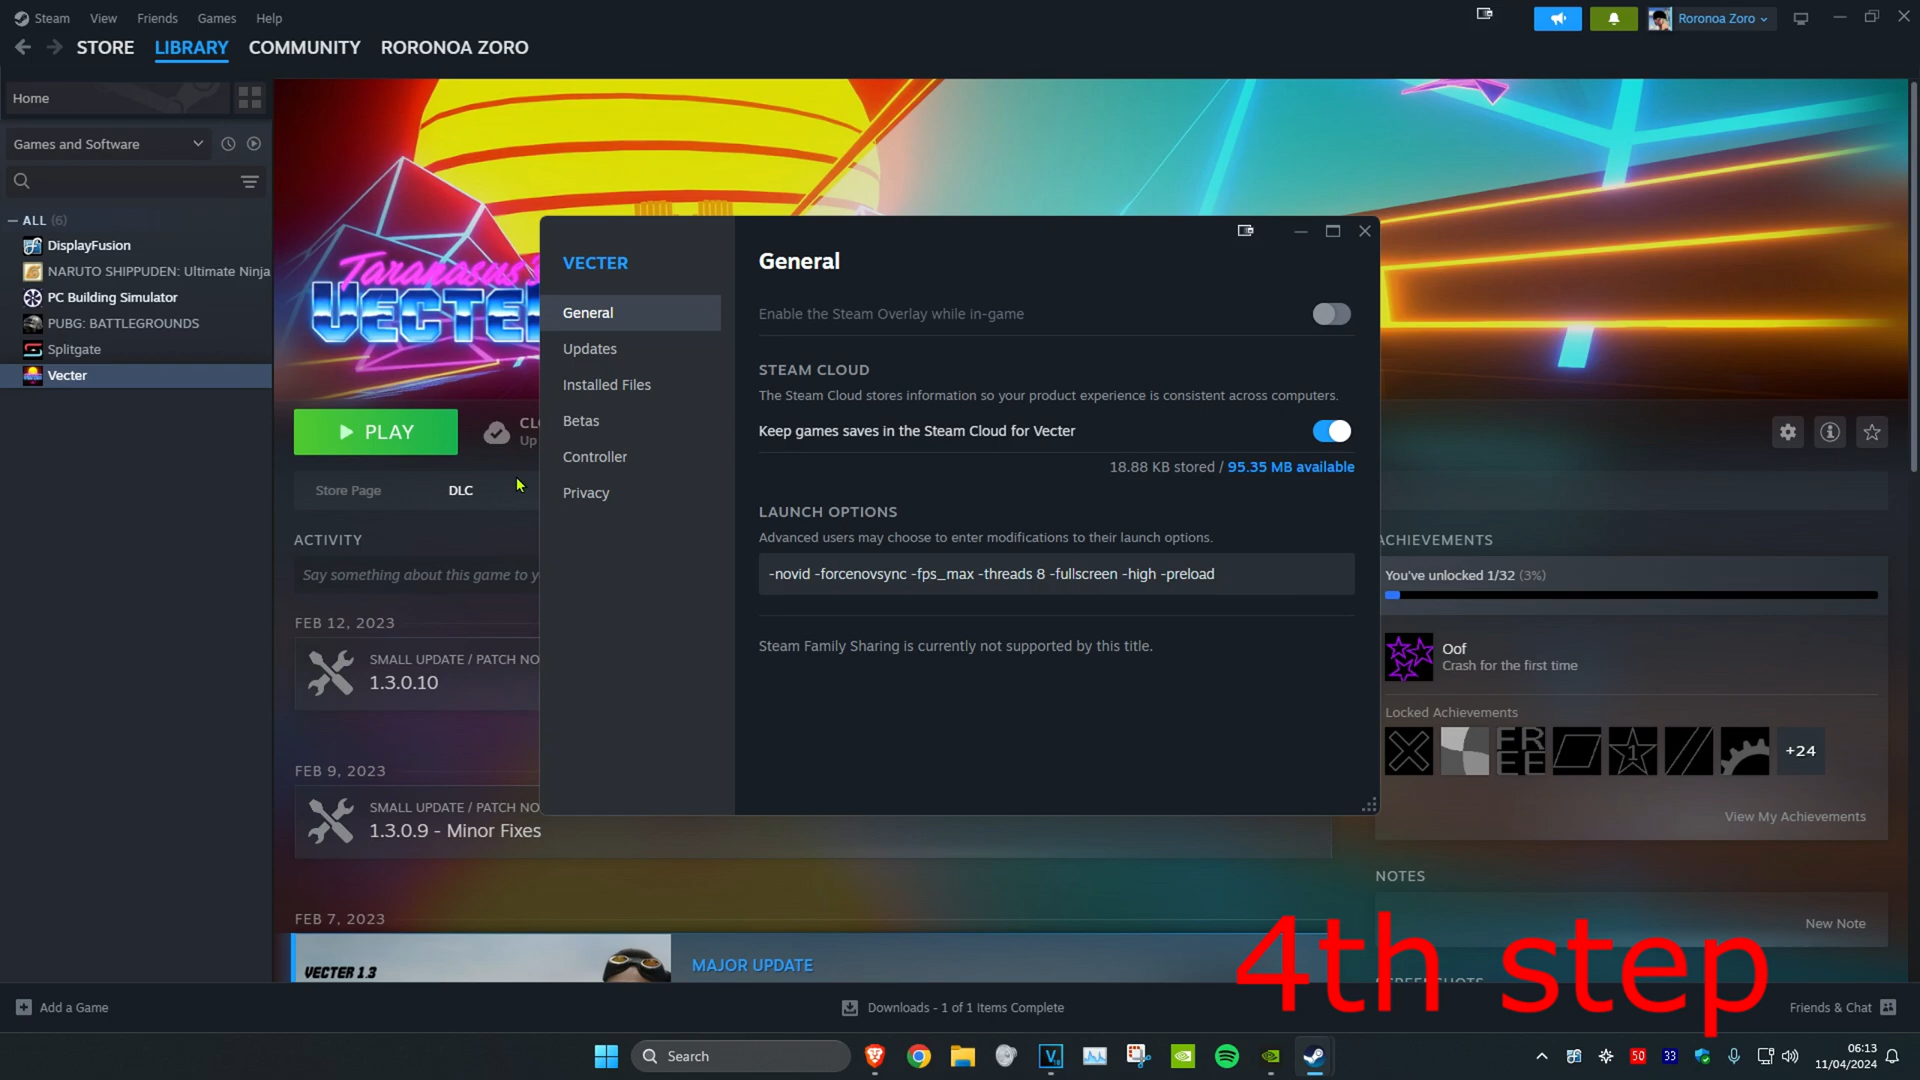 Steam View Friends Games Help
Roronoa Zoro
STORE LIBRARY COMMUNITY RORONOA ZORO
Home
Games and Software
ALL (6)
DisplayFusion
NARUTO SHIPPUDEN: Ultimate Ninja
PC Building Simulator
PUBG: BATTLEGROUNDS
Splitgate
Vecter
Taranasus's
VECTER
VECTER
General
Updates
Installed Files
Betas
Controller
Privacy
General
Enable the Steam Overlay while in-game
STEAM CLOUD
The Steam Cloud stores information so your product experience is consistent across computers.
Keep games saves in the Steam Cloud for Vecter
18.88 KB stored / 95.35 MB available
LAUNCH OPTIONS
Advanced users may choose to enter modifications to their launch options.
-novid -forcenovsync -fps_max -threads 8 -fullscreen -high -preload
Steam Family Sharing is currently not supported by this title.
PLAY
CL
Up
Store Page DLC
ACTIVITY
Say something about this game to y
FEB 12, 2023
SMALL UPDATE / PATCH NO
1.3.0.10
FEB 9, 2023
SMALL UPDATE / PATCH NO
1.3.0.9 - Minor Fixes
FEB 7, 2023
VECTER 1.3
MAJOR UPDATE
ACHIEVEMENTS
You've unlocked 1/32 (3%)
Oof
Crash for the first time
Locked Achievements
FREE
1
+24
View My Achievements
NOTES
New Note
SCREENSHOTS
4th step
Add a Game
Downloads - 1 of 1 Items Complete
Friends & Chat
Search
50
33
06:13
11/04/2024